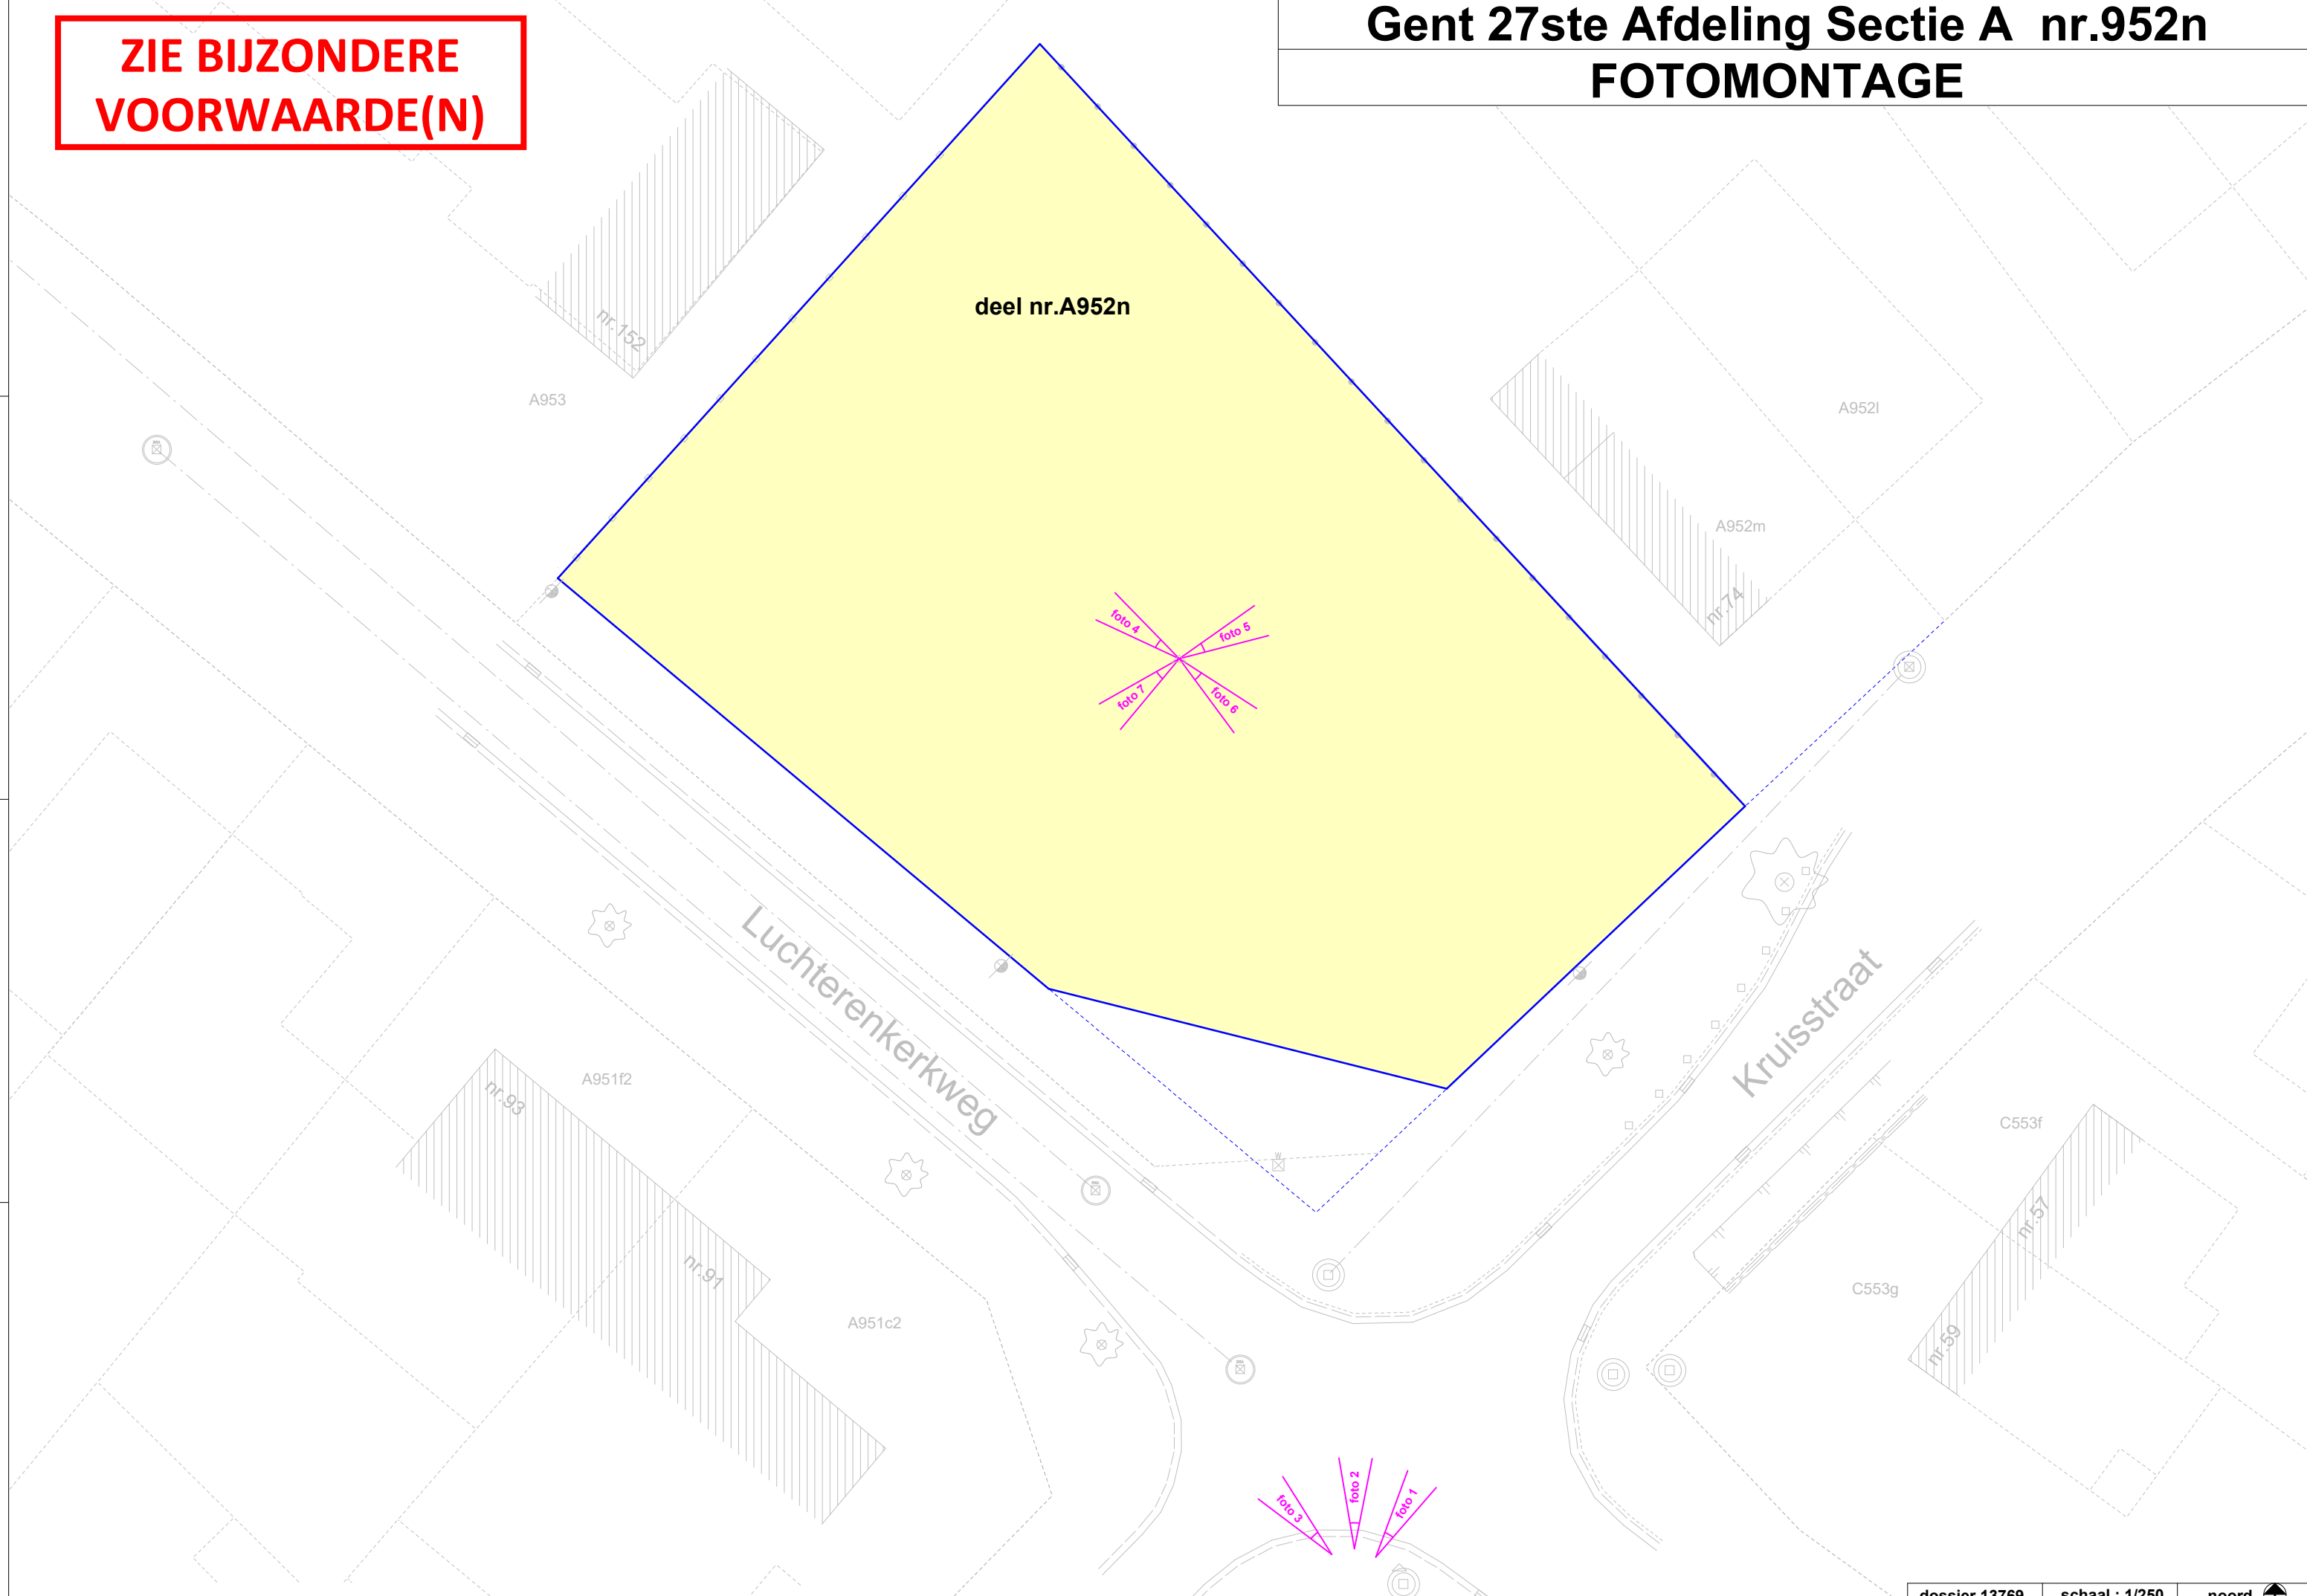 ZIE BIJZONDERE
VOORWAARDE(N)
Gent 27ste Afdeling Sectie A nr.952n
FOTOMONTAGE
deel nr.A952n
nr.152
A953
A952l
A952m
nr.74
foto 4
foto 5
foto 7
foto 6
Luchterenkerkweg
Kruisstraat
A951f2
nr.93
nr.91
A951c2
W
C553f
nr.57
C553g
nr.59
foto 3
foto 2
foto 1
dossier 13769
schaal : 1/250
noord